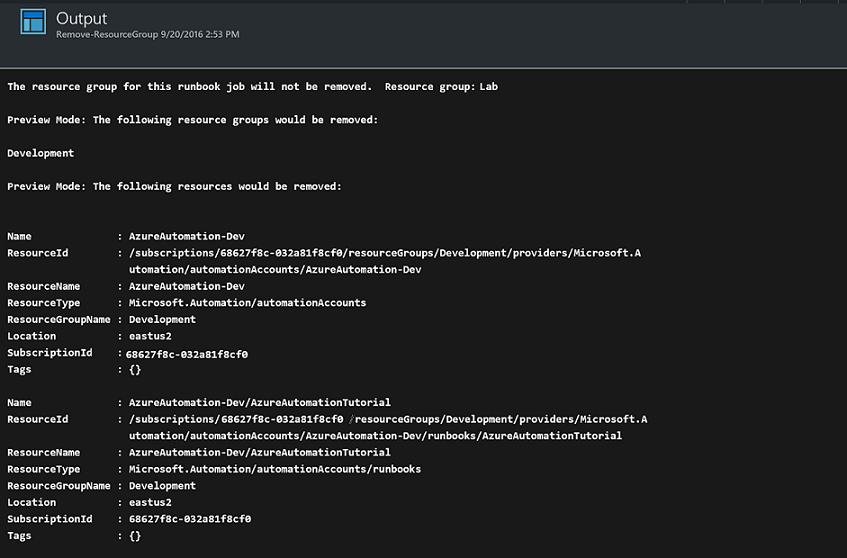 Output
Remove-ResourceGroup 9/20/2016 2:53 PM
The resource group for this runbook job will not be removed.  Resource group: Lab
Preview Mode: The following resource groups would be removed:
Development
Preview Mode: The following resources would be removed:
Name              : AzureAutomation-Dev
ResourceId        : /subscriptions/68627f8c-032a81f8cf0/resourceGroups/Development/providers/Microsoft.A
                    utomation/automationAccounts/AzureAutomation-Dev
ResourceName      : AzureAutomation-Dev
ResourceType      : Microsoft.Automation/automationAccounts
ResourceGroupName : Development
Location          : eastus2
SubscriptionId    : 68627f8c-032a81f8cf0
Tags              : {}
Name              : AzureAutomation-Dev/AzureAutomationTutorial
ResourceId        : /subscriptions/68627f8c-032a81f8cf0 /resourceGroups/Development/providers/Microsoft.A
                    utomation/automationAccounts/AzureAutomation-Dev/runbooks/AzureAutomationTutorial
ResourceName      : AzureAutomation-Dev/AzureAutomationTutorial
ResourceType      : Microsoft.Automation/automationAccounts/runbooks
ResourceGroupName : Development
Location          : eastus2
SubscriptionId    : 68627f8c-032a81f8cf0
Tags              : {}